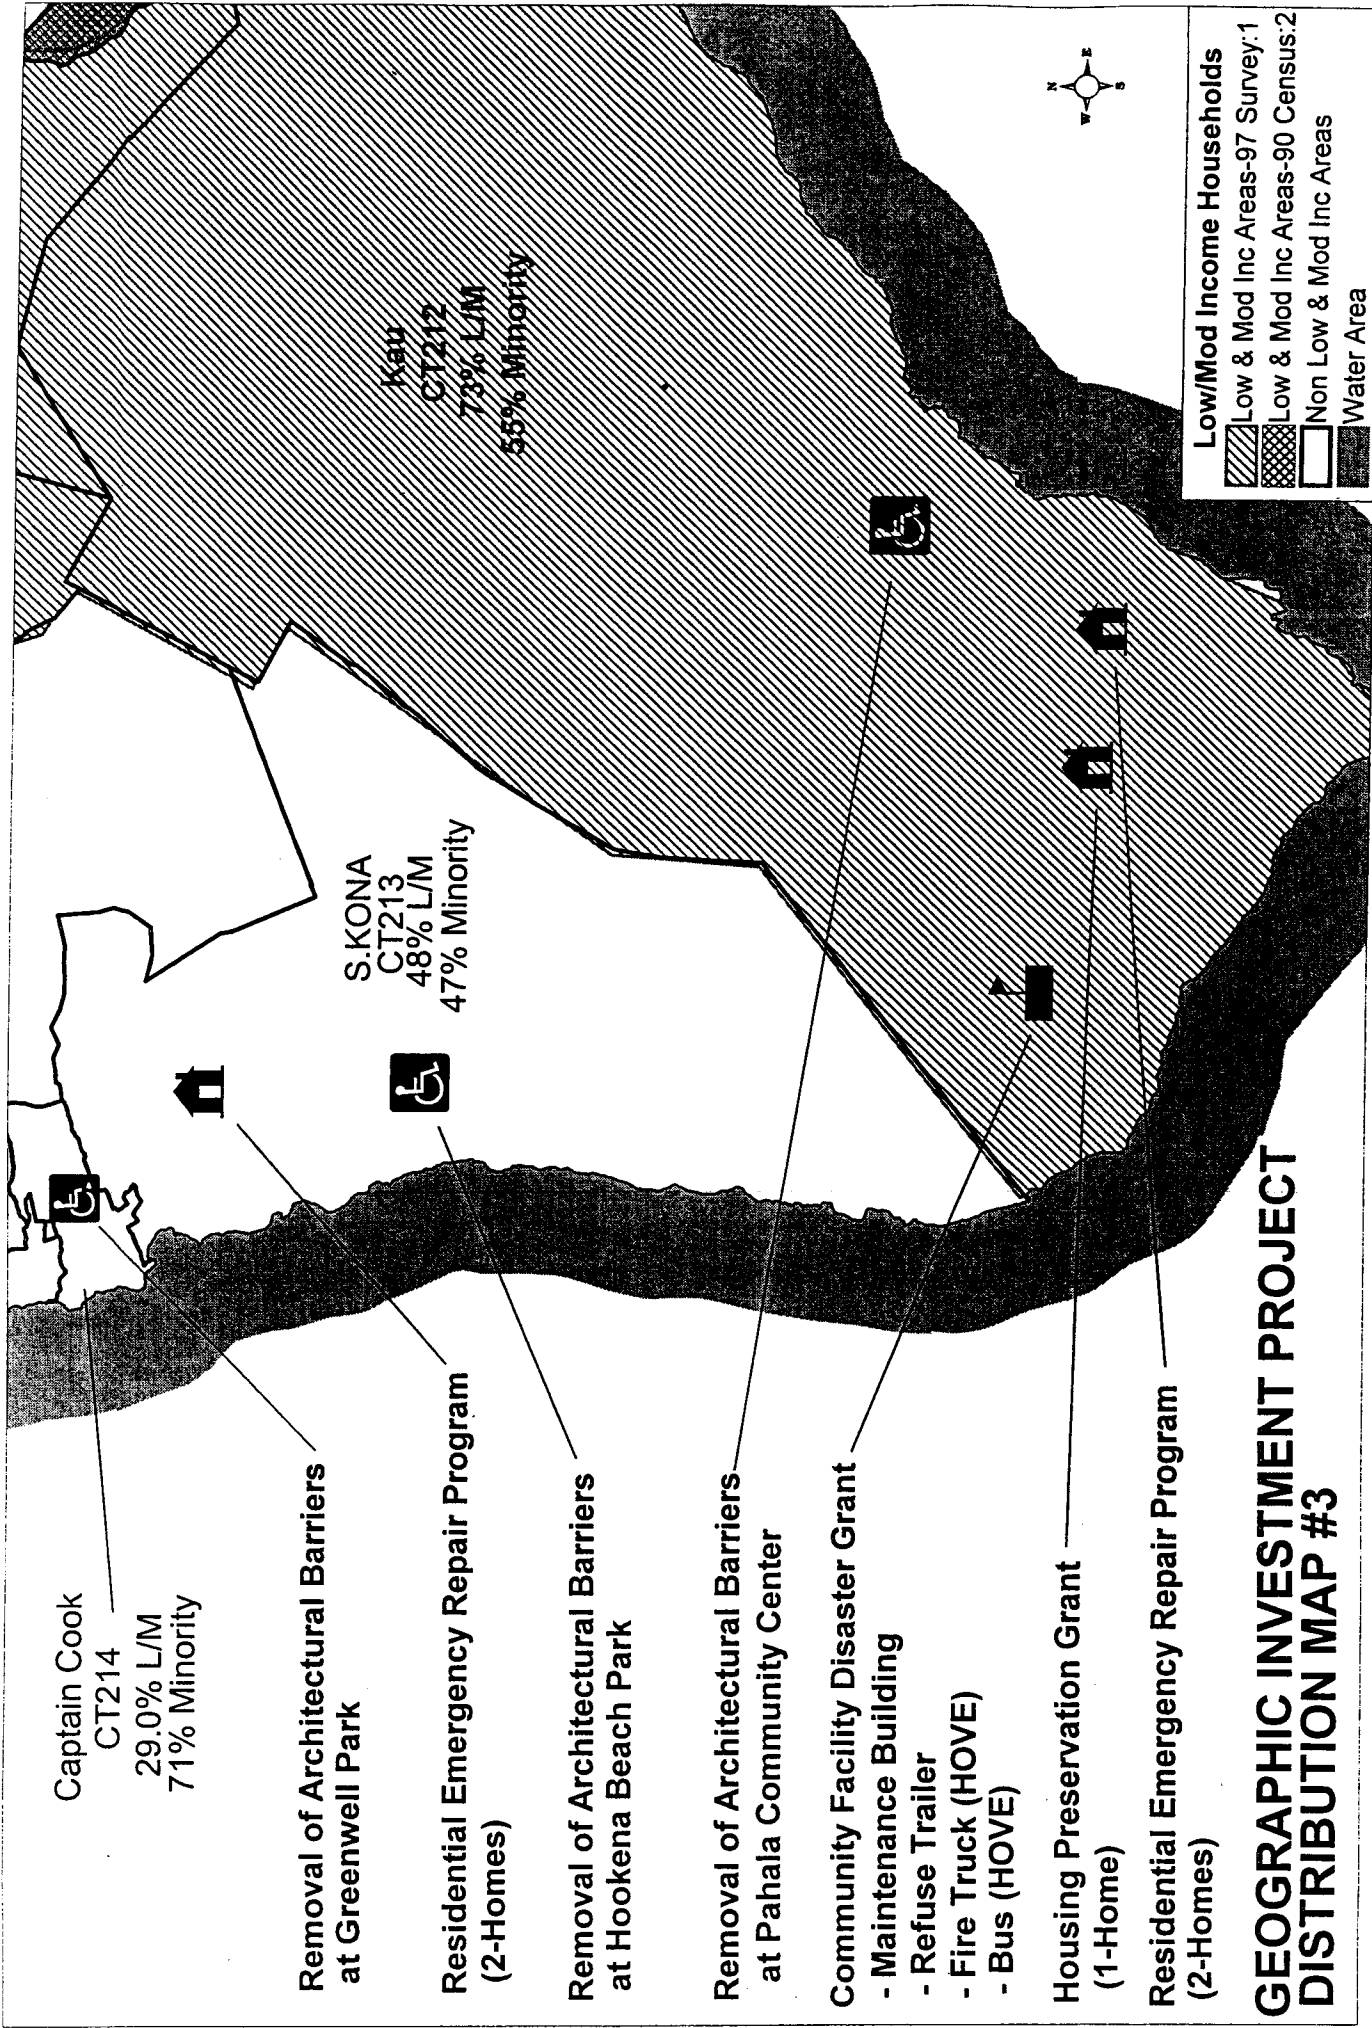 Captain Cook
CT214
29.0% L/M
71% Minority
Removal of Architectural Barriers
at Greenwell Park
Residential Emergency Repair Program
(2-Homes)
Removal of Architectural Barriers
at Hookena Beach Park
Removal of Architectural Barriers
at Pahala Community Center
Community Facility Disaster Grant
- Maintenance Building
- Refuse Trailer
- Fire Truck (HOVE)
- Bus (HOVE)
Housing Preservation Grant
(1-Home)
Residential Emergency Repair Program
(2-Homes)
GEOGRAPHIC INVESTMENT PROJECT
DISTRIBUTION MAP #3
S.KONA
CT213
48% L/M
47% Minority
Kau
CT212
73% L/M
55% Minority
N
W
E
S
Low/Mod Income Households
Low & Mod Inc Areas-97 Survey:1
Low & Mod Inc Areas-90 Census:2
Non Low & Mod Inc Areas
Water Area